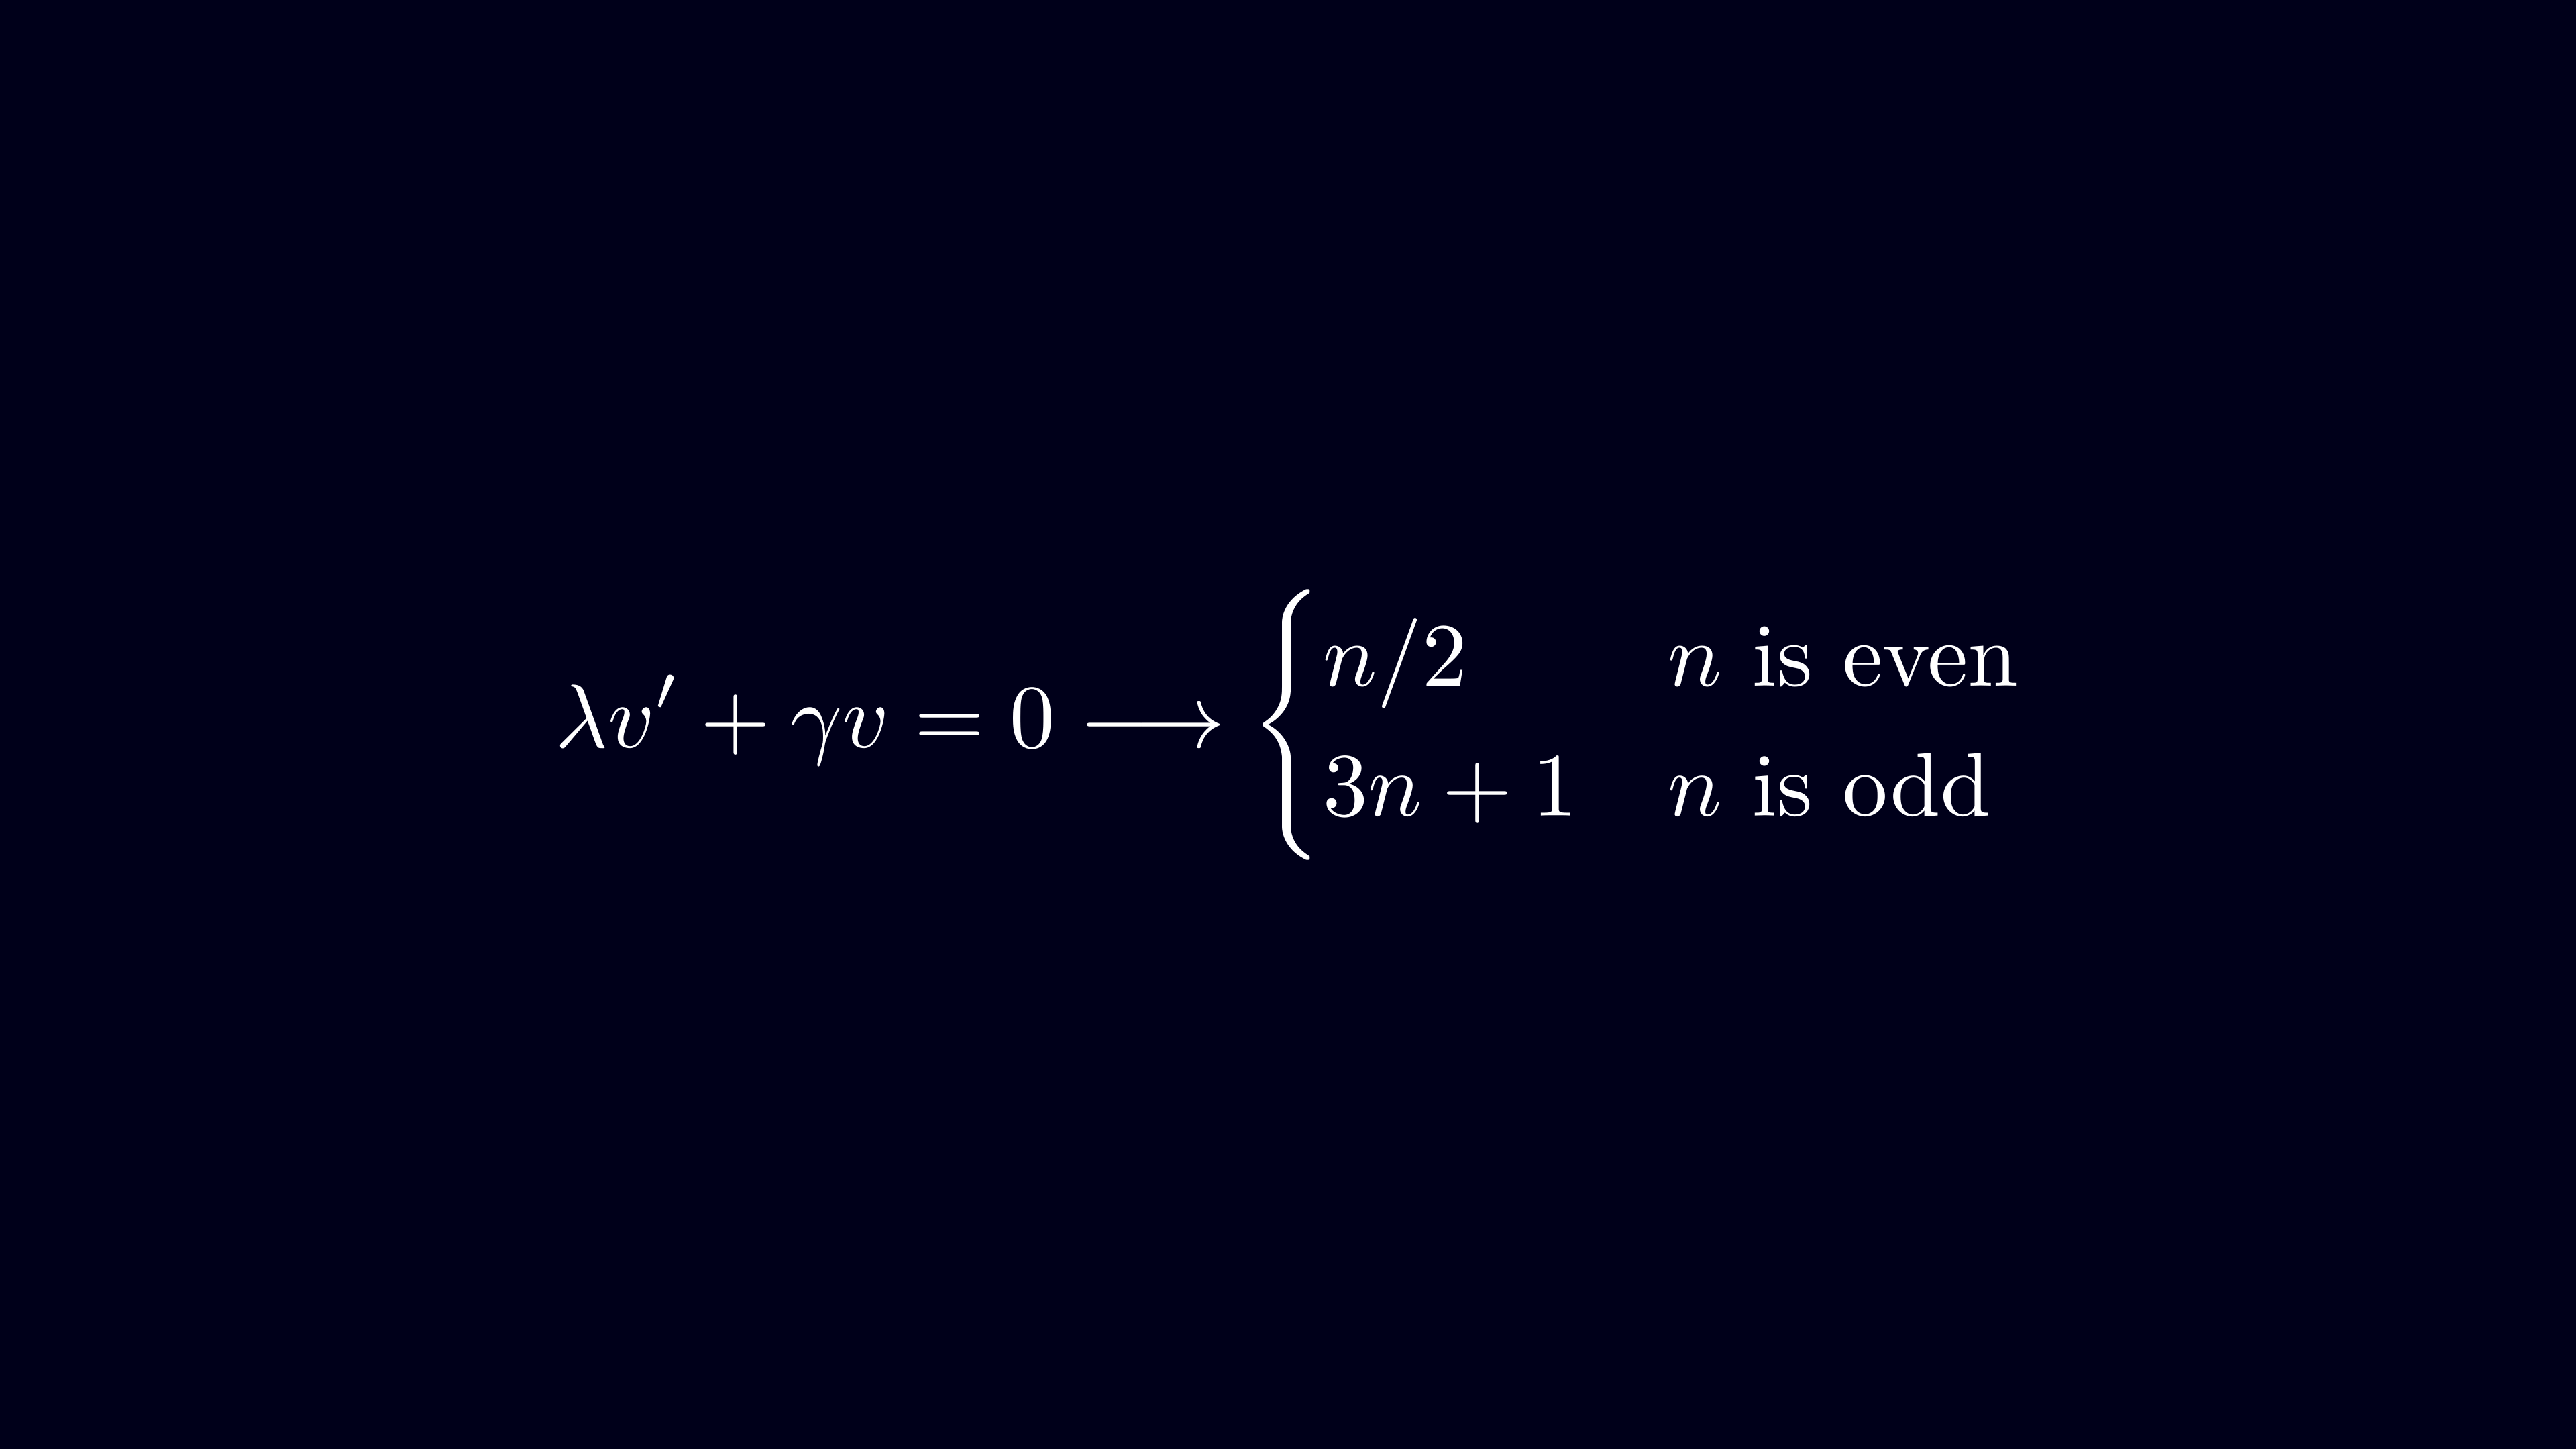 λv′ + γv = 0 ⟶ {
n/2 n is even
3n + 1 n is odd